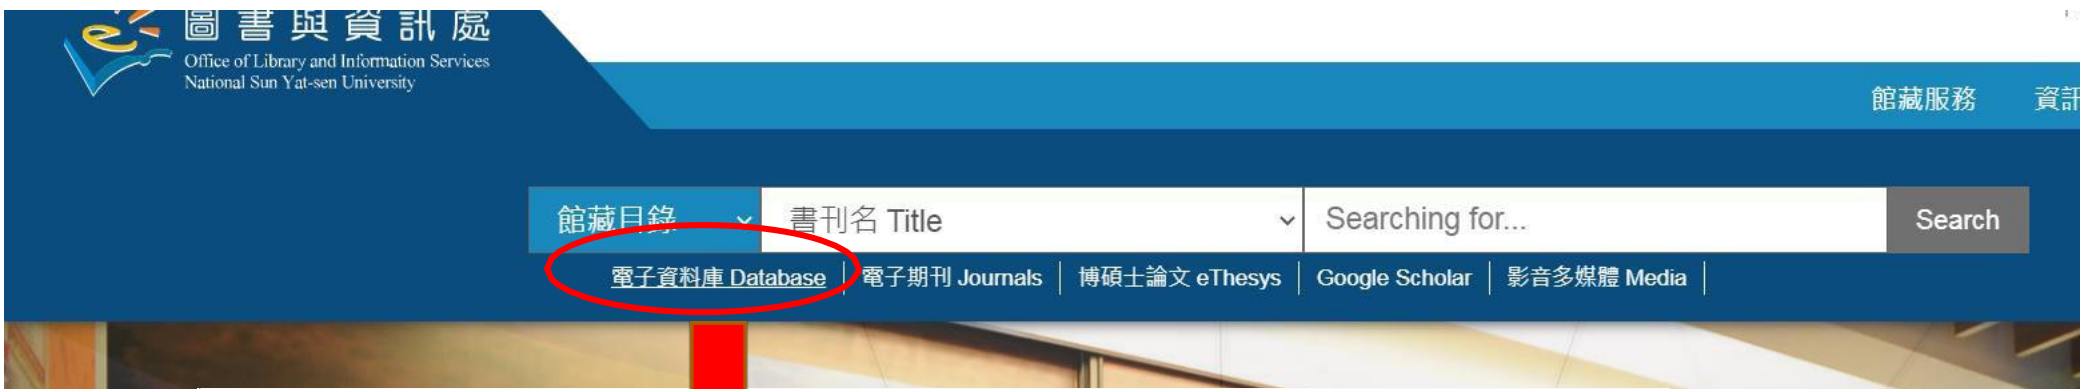 圖書與資訊處
Office of Library and Information Services
National Sun Yat-sen University
館藏服務 資訊
館藏目錄 書刊名 Title Searching for... Search
電子資料庫 Database 電子期刊 Journals 博碩士論文 eThesys Google Scholar 影音多媒體 Media